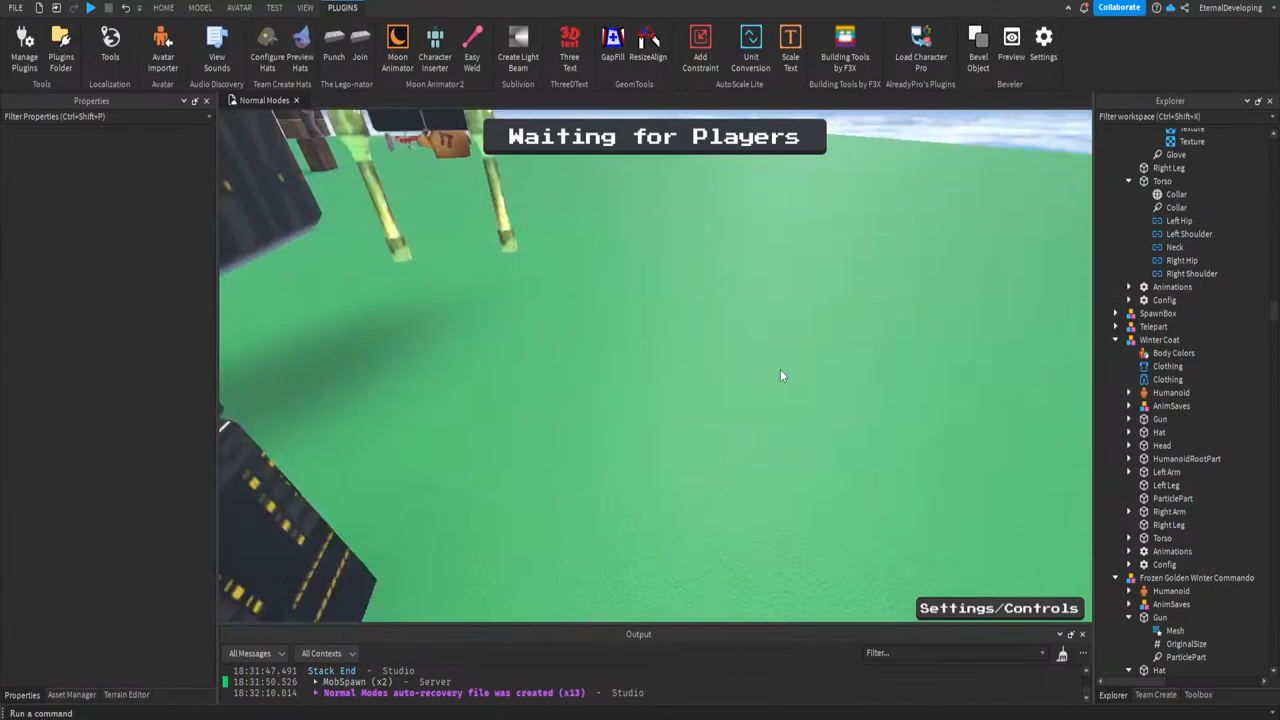 FILE
HOME
MODEL
AVATAR
TEST
VIEW
PLUGINS
Collaborate
EternalDeveloping
Manage Plugins
Plugins Folder
Tools
Avatar Importer
View Sounds
Configure Hats
Preview Hats
Punch
Join
Moon Animator
Character Inserter
Easy Weld
Create Light Beam
Three Text
3D text
GapFill
ResizeAlign
Add Constraint
Unit Conversion
Scale Text
Building Tools by F3X
Load Character Pro
Bevel Object
Preview
Settings
Tools
Localization
Avatar
Audio Discovery
Team Create Hats
The Lego-nator
Moon Animator 2
Sublivion
ThreeDText
GeomTools
AutoScale Lite
Building Tools by F3X
AlreadyPro's Plugins
Beveler
Properties
Filter Properties (Ctrl+Shift+P)
Normal Modes
Waiting for Players
Settings/Controls
Explorer
Filter workspace (Ctrl+Shift+X)
Texture
Texture
Glove
Right Leg
Torso
Collar
Collar
Left Hip
Left Shoulder
Neck
Right Hip
Right Shoulder
Animations
Config
SpawnBox
Telepart
Winter Coat
Body Colors
Clothing
Clothing
Humanoid
AnimSaves
Gun
Hat
Head
HumanoidRootPart
Left Arm
Left Leg
ParticlePart
Right Arm
Right Leg
Torso
Animations
Config
Frozen Golden Winter Commando
Humanoid
AnimSaves
Gun
Mesh
OriginalSize
ParticlePart
Hat
Output
All Messages
All Contexts
Filter...
18:31:47.491 Stack End - Studio
18:31:50.526 MobSpawn (x2) - Server
18:32:10.014 Normal Modes auto-recovery file was created (x13) - Studio
Properties
Asset Manager
Terrain Editor
Explorer
Team Create
Toolbox
Run a command